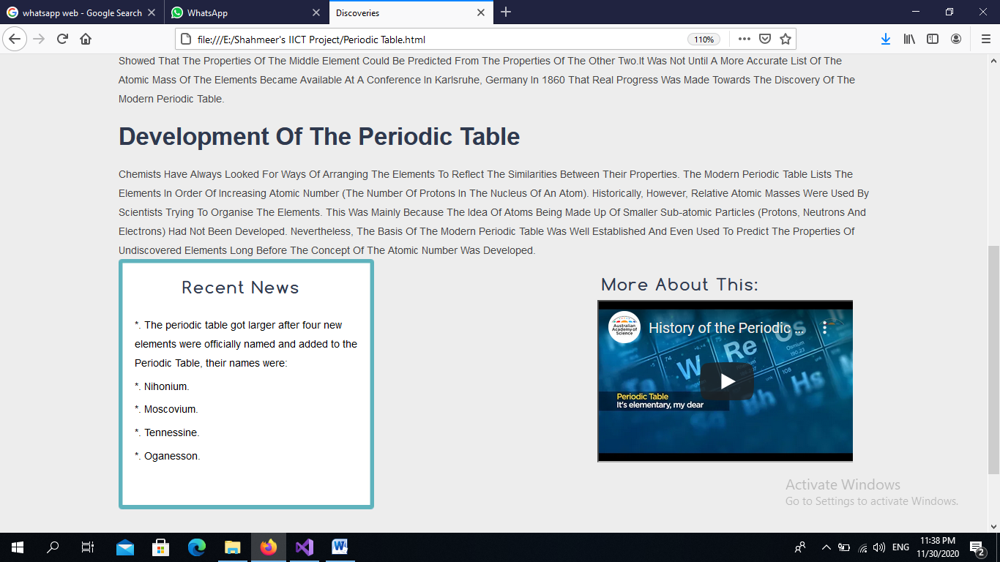 whatsapp web - Google Search
WhatsApp
Discoveries
file:///E:/Shahmeer's IICT Project/Periodic Table.html
110%
Showed That The Properties Of The Middle Element Could Be Predicted From The Properties Of The Other Two.It Was Not Until A More Accurate List Of The
Atomic Mass Of The Elements Became Available At A Conference In Karlsruhe, Germany In 1860 That Real Progress Was Made Towards The Discovery Of The
Modern Periodic Table.
Development Of The Periodic Table
Chemists Have Always Looked For Ways Of Arranging The Elements To Reflect The Similarities Between Their Properties. The Modern Periodic Table Lists The
Elements In Order Of Increasing Atomic Number (The Number Of Protons In The Nucleus Of An Atom). Historically, However, Relative Atomic Masses Were Used By
Scientists Trying To Organise The Elements. This Was Mainly Because The Idea Of Atoms Being Made Up Of Smaller Sub-atomic Particles (Protons, Neutrons And
Electrons) Had Not Been Developed. Nevertheless, The Basis Of The Modern Periodic Table Was Well Established And Even Used To Predict The Properties Of
Undiscovered Elements Long Before The Concept Of The Atomic Number Was Developed.
Recent News
*. The periodic table got larger after four new
elements were officially named and added to the
Periodic Table, their names were:
*. Nihonium.
*. Moscovium.
*. Tennessine.
*. Oganesson.
More About This:
Australian
Academy of
Science
History of the Periodic ...
74
W
Re
Os
Osmium
190.23
108
Bh
Hs
Periodic Table
It's elementary, my dear
Activate Windows
Go to Settings to activate Windows.
ENG
11:38 PM
11/30/2020
2